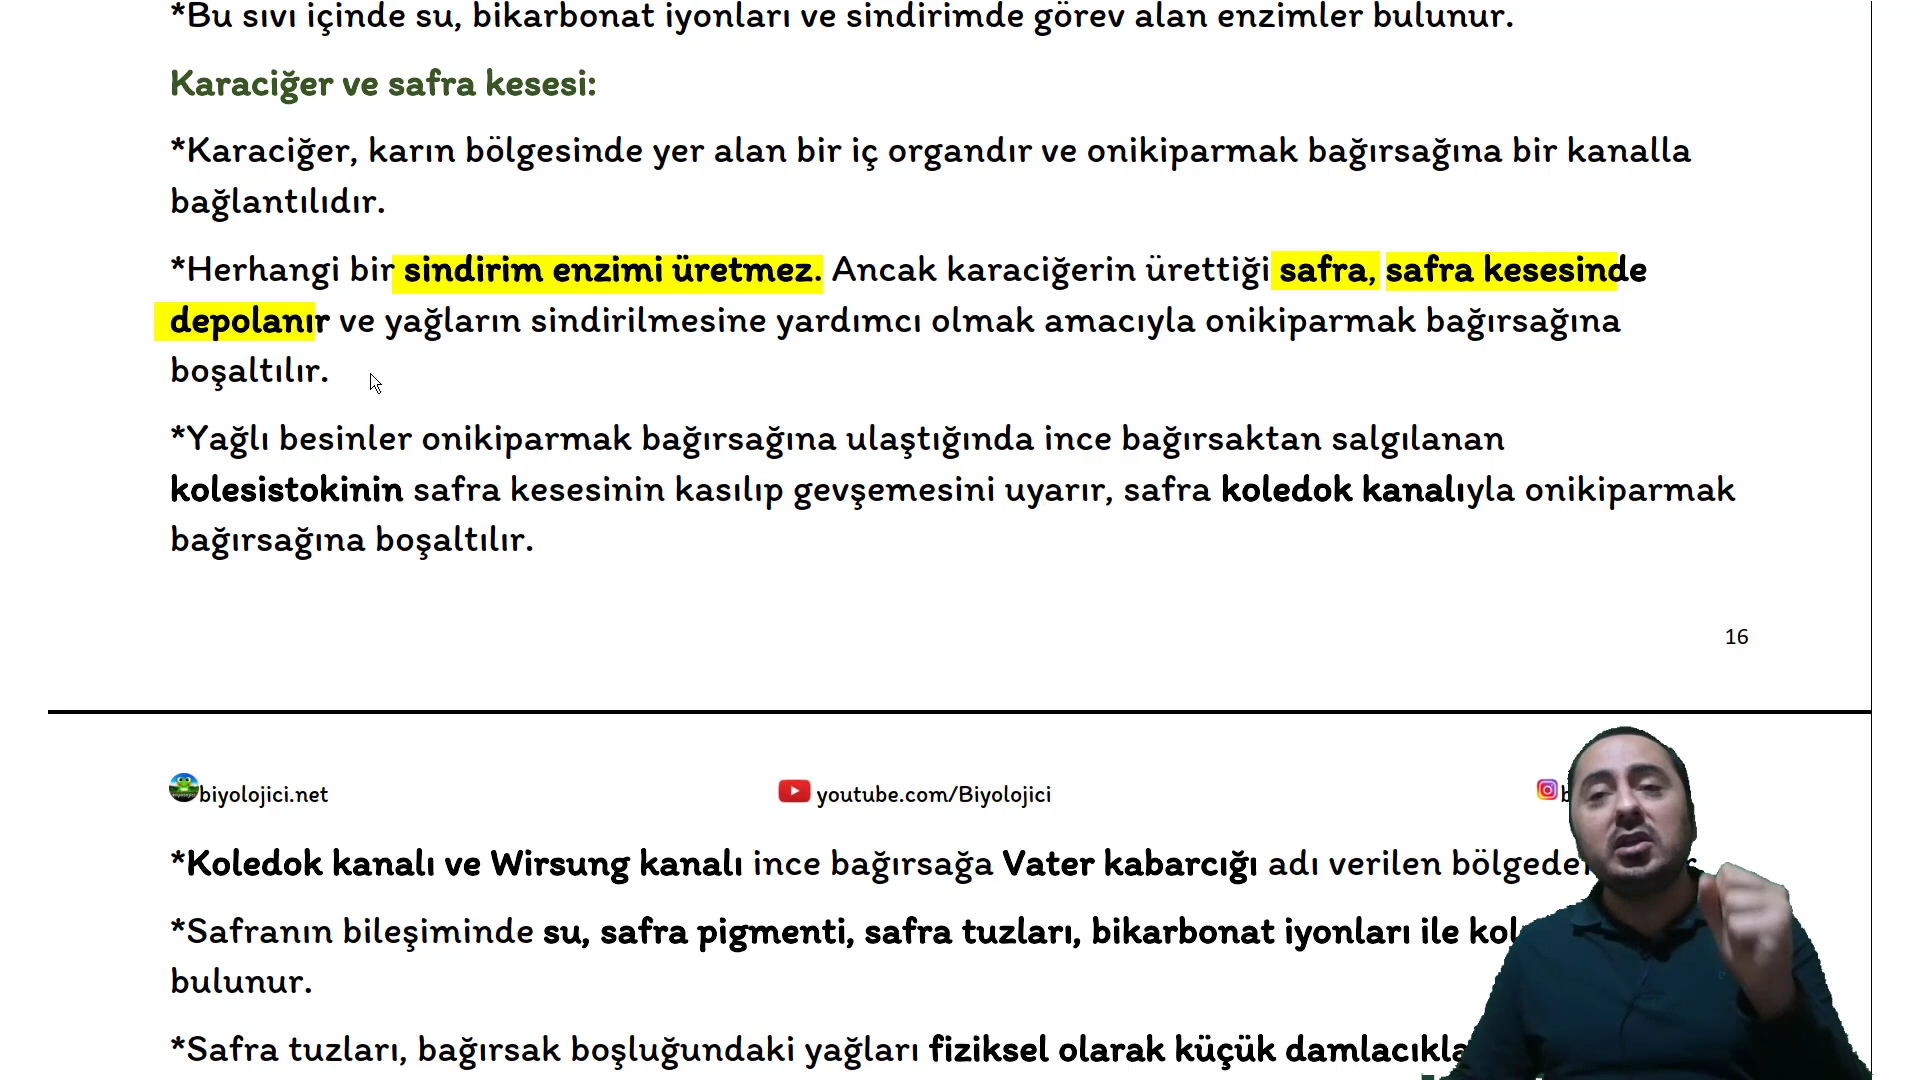 *Bu sıvı içinde su, bikarbonat iyonları ve sindirimde görev alan enzimler bulunur.
Karaciğer ve safra kesesi:
*Karaciğer, karın bölgesinde yer alan bir iç organdır ve onikiparmak bağırsağına bir kanalla
bağlantılıdır.
*Herhangi bir sindirim enzimi üretmez. Ancak karaciğerin ürettiği safra, safra kesesinde
depolanır ve yağların sindirilmesine yardımcı olmak amacıyla onikiparmak bağırsağına
boşaltılır.
*Yağlı besinler onikiparmak bağırsağına ulaştığında ince bağırsaktan salgılanan
kolesistokinin safra kesesinin kasılıp gevşemesini uyarır, safra koledok kanalıyla onikiparmak
bağırsağına boşaltılır.
16
biyolojici.net youtube.com/Biyolojici
*Koledok kanalı ve Wirsung kanalı ince bağırsağa Vater kabarcığı adı verilen
*Safranın bileşiminde su, safra pigmenti, safra tuzları, bikarbonat iyonları ile
bulunur.
*Safra tuzları, bağırsak boşluğundaki yağları fiziksel olarak küçük